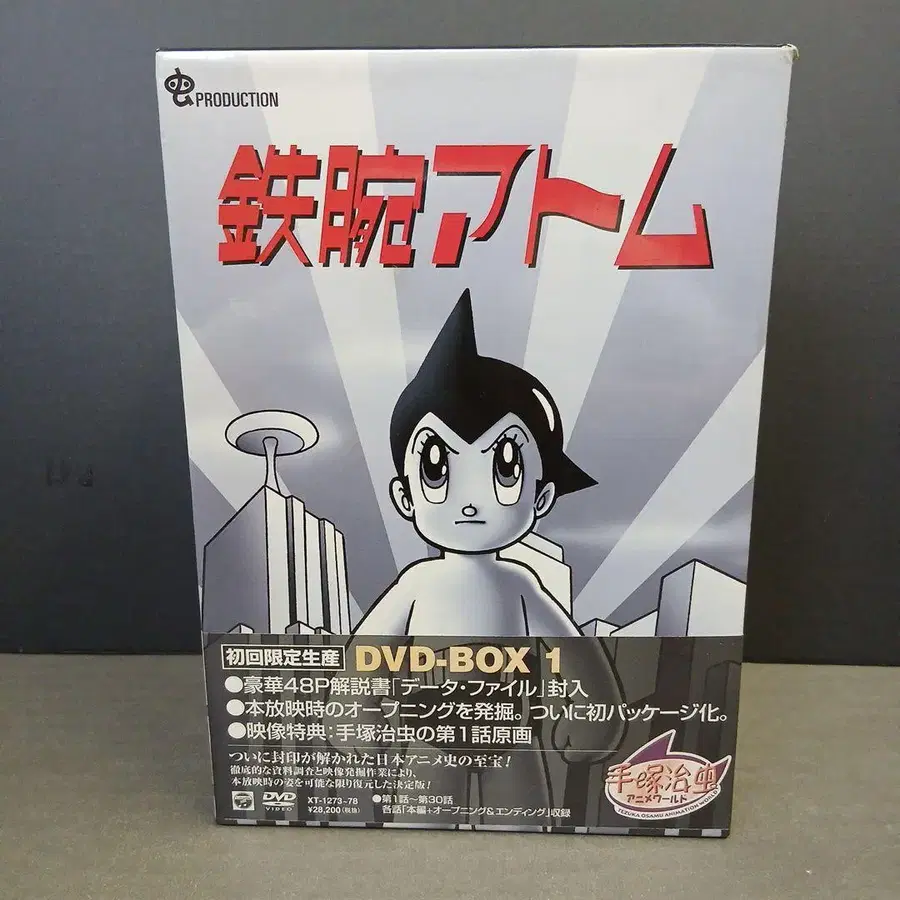 PRODUCTION
鉄腕アトム
初回限定生産 DVD-BOX 1
●豪華48P解説書「データ・ファイル」封入
●本放映時のオープニングを発掘。ついに初パッケージ化。
●映像特典:手塚治虫の第1話原画
ついに封印が解かれた日本アニメ史の至宝!
徹底的な資料調査と映像発掘作業により、
本放映時の姿を可能な限り復元した決定版!
DVD VIDEO
XT-1273~78
¥28,200(税抜)
●第1話~第30話
各話「本編+オープニング&エンディング」収録
手塚治虫
アニメワールド
TEZUKA OSAMU ANIMATION WORLD